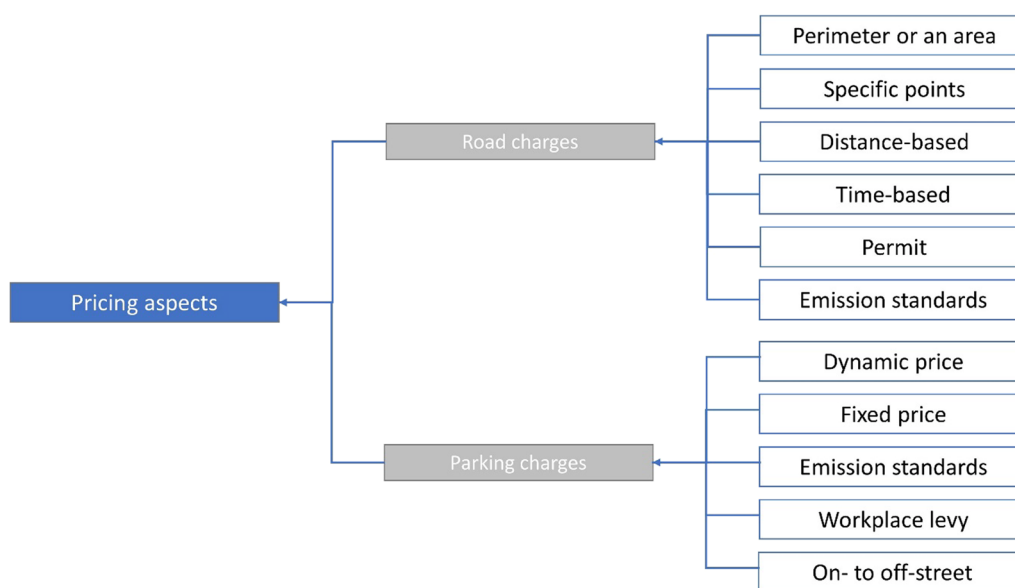 Perimeter or an area
Specific points
Road charges
Distance-based
Time-based
Permit
Pricing aspects
Emission standards
Dynamic price
Fixed price
Parking charges
Emission standards
Workplace levy
On- to off-street